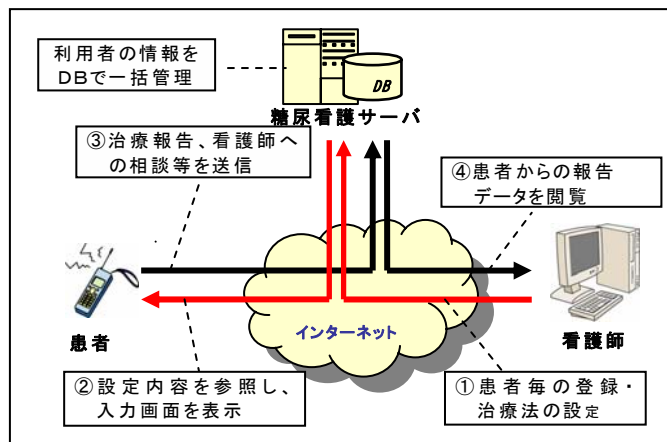 利用者の情報を
DBで一括管理
DB
糖尿看護サーバ
③治療報告、看護師へ
の相談等を送信
④患者からの報告
データを閲覧
インターネット
患者
看護師
②設定内容を参照し、
入力画面を表示
①患者毎の登録・
治療法の設定